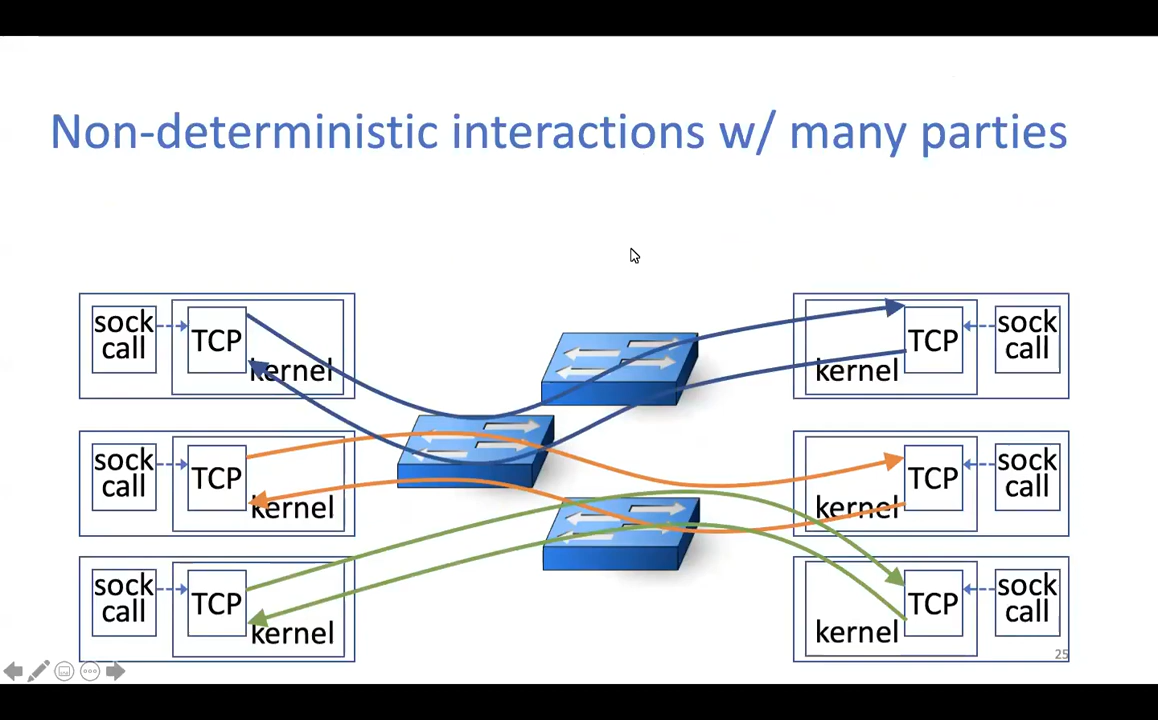 Non-deterministic interactions w/ many parties
sock
call
TCP
kernel
kernel
TCP
sock
call
sock
call
TCP
kernel
kernel
TCP
sock
call
sock
call
TCP
kernel
kernel
TCP
sock
call
25